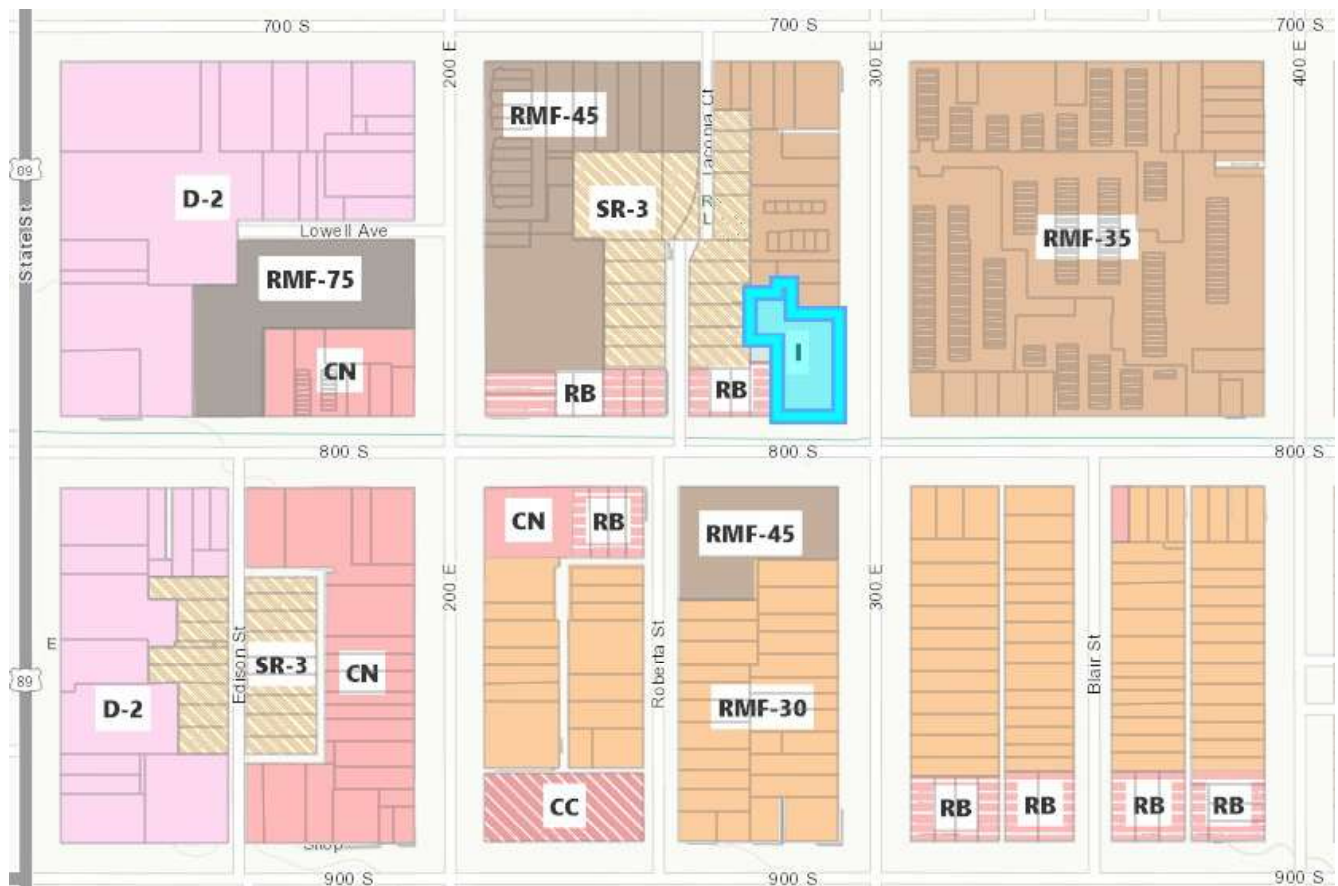 700 S
700 S
700 S
200 E
300 E
400 E
RMF-45
Iaconia Ct
89
D-2
SR-3
R L
State St
Lowell Ave
RMF-35
RMF-75
I
CN
RB
RB
800 S
800 S
800 S
CN
RB
RMF-45
200 E
300 E
E
Edison St
SR-3
CN
Roberta St
Blair St
89
D-2
RMF-30
CC
RB
RB
RB
RB
900 S
900 S
900 S